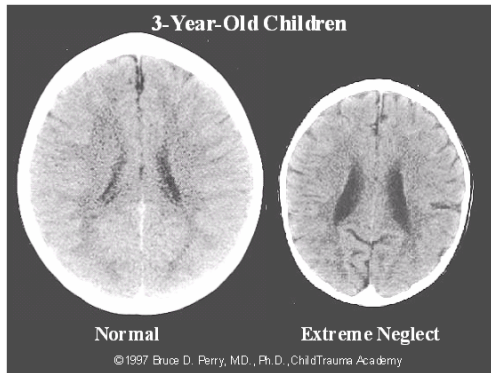 3-Year-Old Children
Normal
Extreme Neglect
©1997 Bruce D. Perry, M.D., Ph.D., ChildTrauma Academy